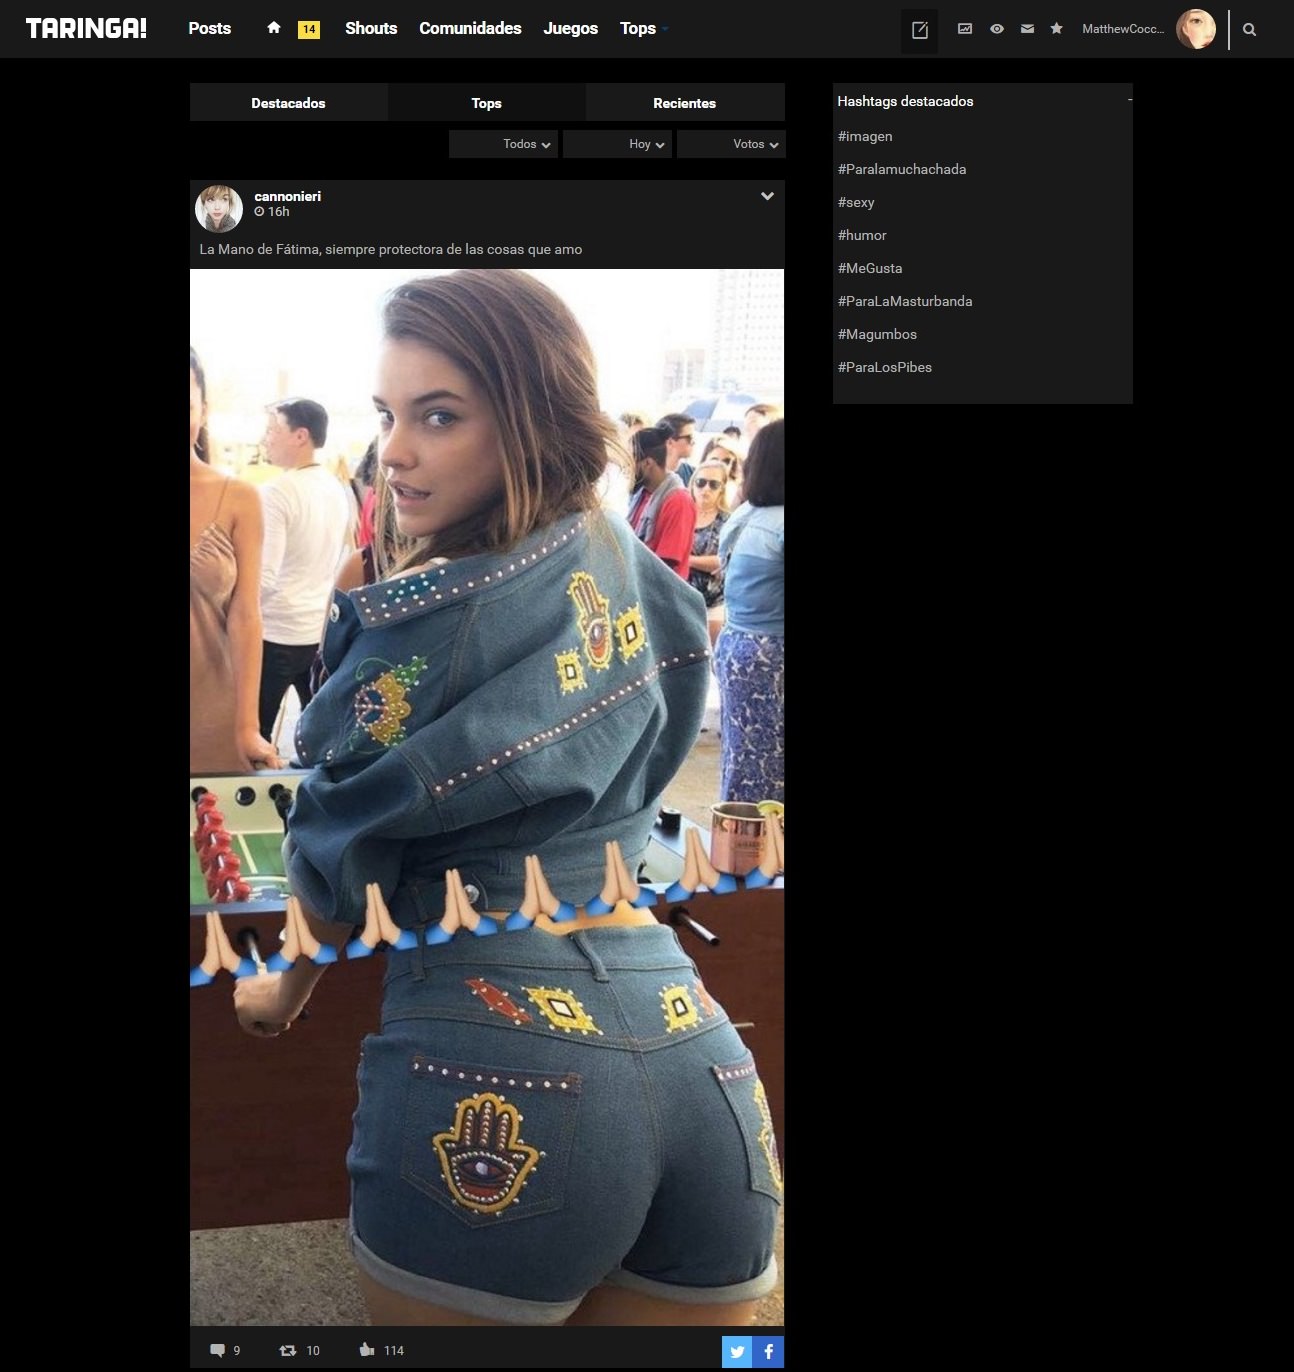 TARINGA!
Posts
14
Shouts
Comunidades
Juegos
Tops
MatthewCocc...
Destacados
Tops
Recientes
Todos
Hoy
Votos
cannonieri
16h
La Mano de Fátima, siempre protectora de las cosas que amo
9
10
114
Hashtags destacados
-
#imagen
#Paralamuchachada
#sexy
#humor
#MeGusta
#ParaLaMasturbanda
#Magumbos
#ParaLosPibes